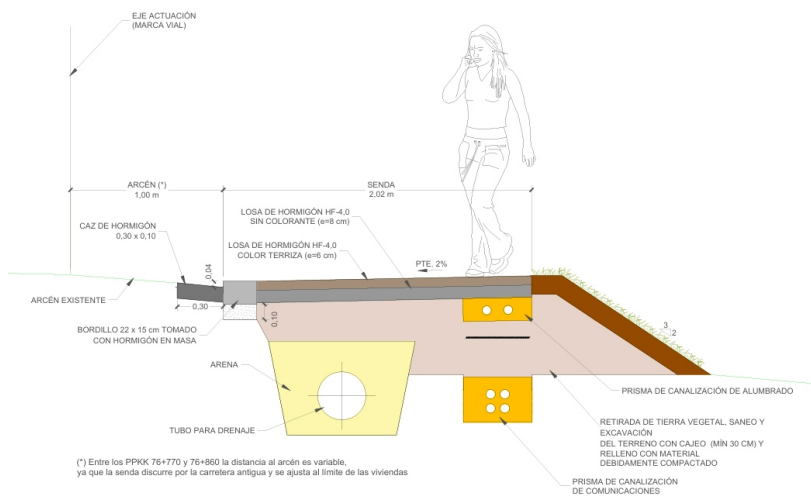 EJE ACTUACIÓN
(MARCA VIAL)
ARCÉN (*)
1,00 m
SENDA
2,02 m
CAZ DE HORMIGÓN
0,30 x 0,10
LOSA DE HORMIGÓN HF-4,0
SIN COLORANTE (e=8 cm)
LOSA DE HORMIGÓN HF-4,0
COLOR TERRIZA (e=6 cm)
PTE. 2%
0,04
ARCÉN EXISTENTE
0,30
0,10
BORDILLO 22 x 15 cm TOMADO
CON HORMIGÓN EN MASA
3
2
ARENA
PRISMA DE CANALIZACIÓN DE ALUMBRADO
TUBO PARA DRENAJE
RETIRADA DE TIERRA VEGETAL, SANEO Y
EXCAVACIÓN
DEL TERRENO CON CAJEO (MÍN 30 CM) Y
RELLENO CON MATERIAL
DEBIDAMENTE COMPACTADO
(*) Entre los PPKK 76+770 y 76+860 la distancia al arcén es variable,
ya que la senda discurre por la carretera antigua y se ajusta al límite de las viviendas
PRISMA DE CANALIZACIÓN
DE COMUNICACIONES